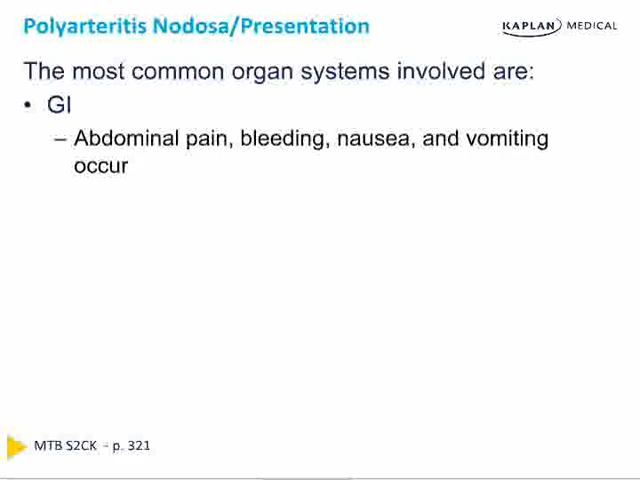 Polyarteritis Nodosa/Presentation
KAPLAN MEDICAL
The most common organ systems involved are:
• GI
– Abdominal pain, bleeding, nausea, and vomiting
occur
MTB S2CK - p. 321